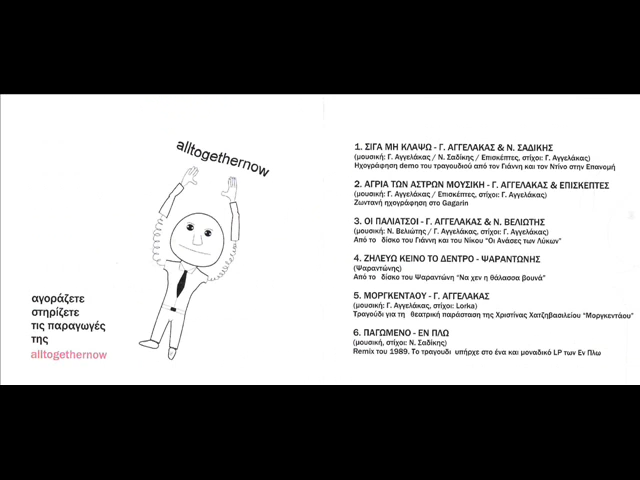 alltogethernow
αγοράζετε
στηρίζετε
τις παραγωγές
της
alltogethernow
1. ΣΙΓΑ ΜΗ ΚΛΑΨΩ - Γ. ΑΓΓΕΛΑΚΑΣ & Ν. ΣΑΔΙΚΗΣ
(μουσική: Γ. Αγγελάκας / Ν. Σαδίκης / Επισκέπτες, στίχοι: Γ. Αγγελάκας)
Ηχογράφηση demo του τραγουδιού από τον Γιάννη και τον Ντίνο στην Επανομή
2. ΑΓΡΙΑ ΤΩΝ ΑΣΤΡΩΝ ΜΟΥΣΙΚΗ - Γ. ΑΓΓΕΛΑΚΑΣ & ΕΠΙΣΚΕΠΤΕΣ
(μουσική: Γ. Αγγελάκας / Επισκέπτες, στίχοι: Γ. Αγγελάκας)
Ζωντανή ηχογράφηση στο Gagarin
3. ΟΙ ΠΑΛΙΑΤΣΟΙ - Γ. ΑΓΓΕΛΑΚΑΣ & Ν. ΒΕΛΙΩΤΗΣ
(μουσική: Ν. Βελιώτης / Γ. Αγγελάκας, στίχοι: Γ. Αγγελάκας)
Από το δίσκο του Γιάννη και του Νίκου "Οι Ανάσες των Λύκων"
4. ΖΗΛΕΥΩ ΚΕΙΝΟ ΤΟ ΔΕΝΤΡΟ - ΨΑΡΑΝΤΩΝΗΣ
(Ψαραντώνης)
Από το δίσκο του Ψαραντώνη "Να χεν η θάλασσα βουνά"
5. ΜΟΡΓΚΕΝΤΑΟΥ - Γ. ΑΓΓΕΛΑΚΑΣ
(μουσική: Γ. Αγγελάκας, στίχοι: Lorka)
Τραγούδι για τη θεατρική παράσταση της Χριστίνας Χατζηβασιλείου "Μοργκεντάου"
6. ΠΑΓΩΜΕΝΟ - ΕΝ ΠΛΩ
(μουσική, στίχοι: Ν. Σαδίκης)
Remix του 1989. Το τραγουδι υπήρχε στο ένα και μοναδικό LP των Εν Πλω